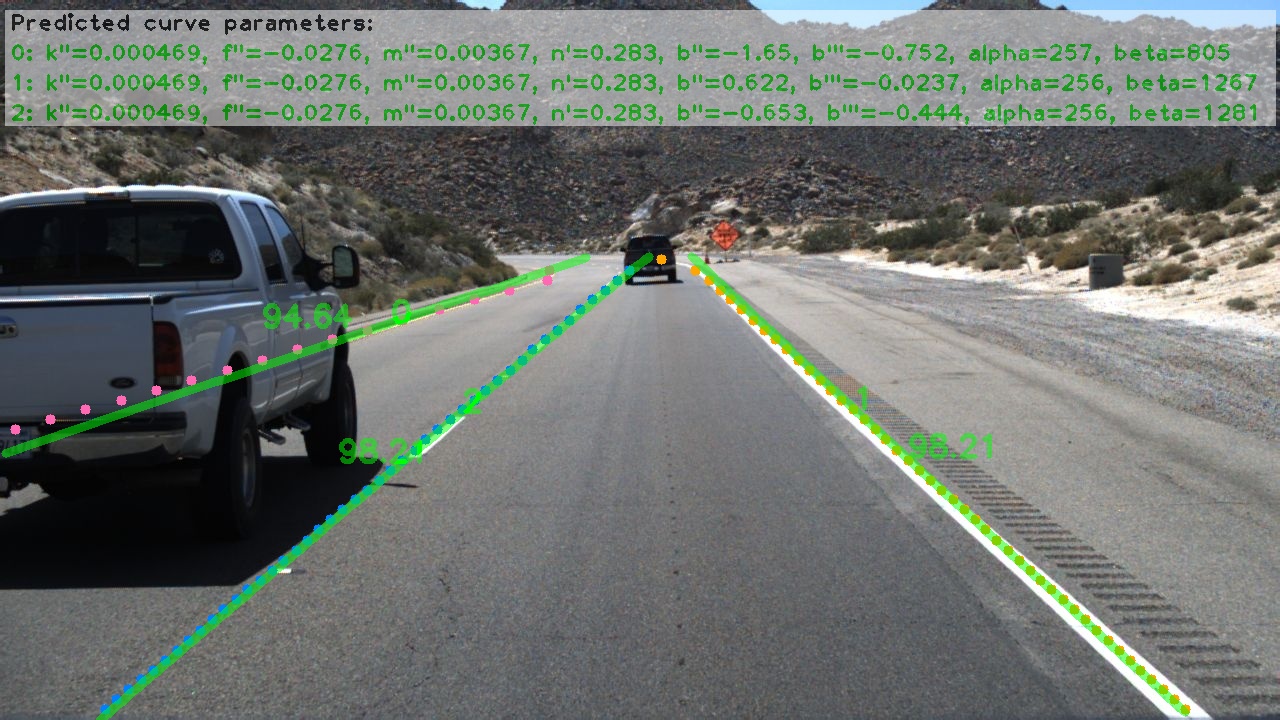 Predicted curve parameters:
0: k''=0.000469, f''=−0.0276, m''=0.00367, n'=0.283, b''=−1.65, b'''=−0.752, alpha=257, beta=805
1: k''=0.000469, f''=−0.0276, m''=0.00367, n'=0.283, b''=0.622, b'''=−0.0237, alpha=256, beta=1267
2: k''=0.000469, f''=−0.0276, m''=0.00367, n'=0.283, b''=−0.653, b'''=−0.444, alpha=256, beta=1281
94.64 0
2
1
98.24
98.21